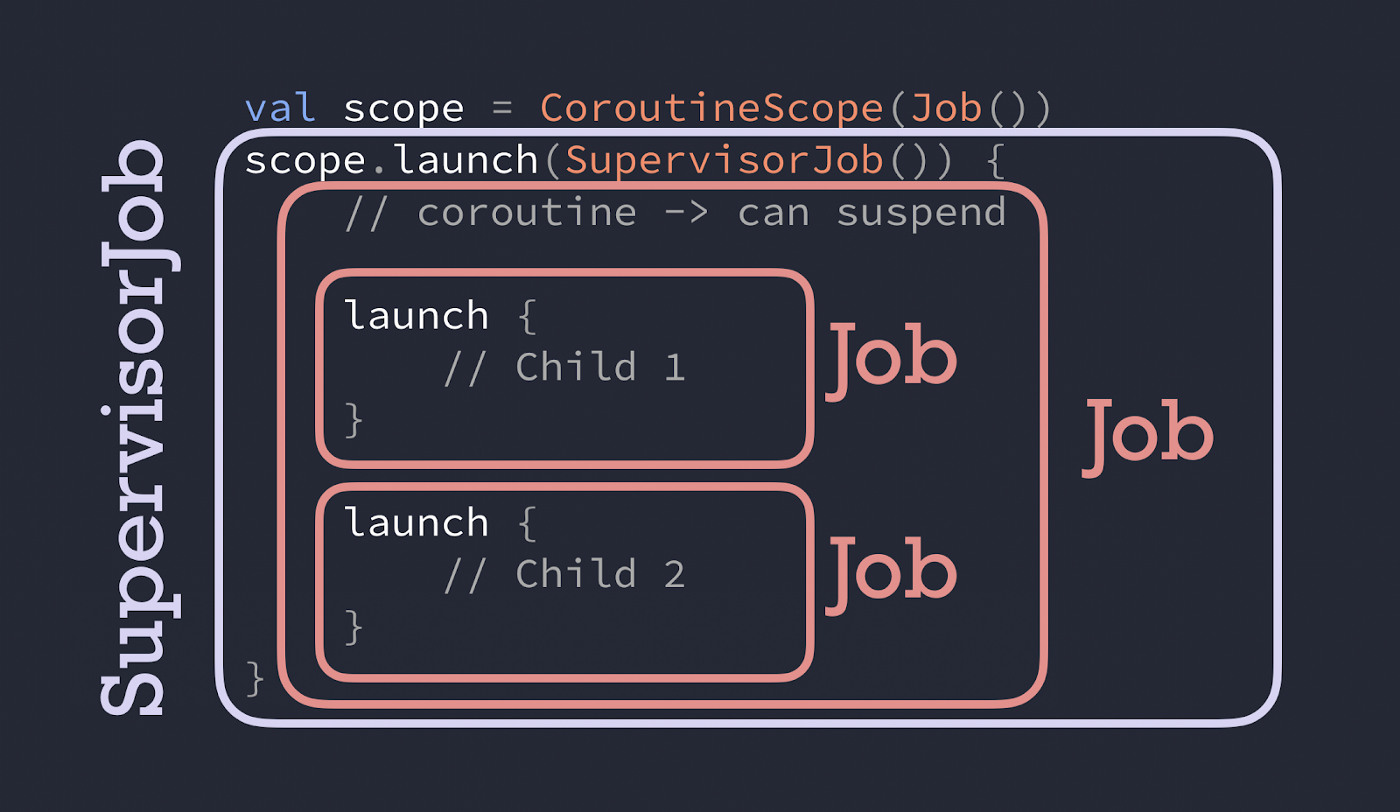 val scope = CoroutineScope(Job())
scope.launch(SupervisorJob()) {
// coroutine -> can suspend
launch {
// Child 1
}
Job
launch {
// Child 2
}
Job
}
Job
SupervisorJob